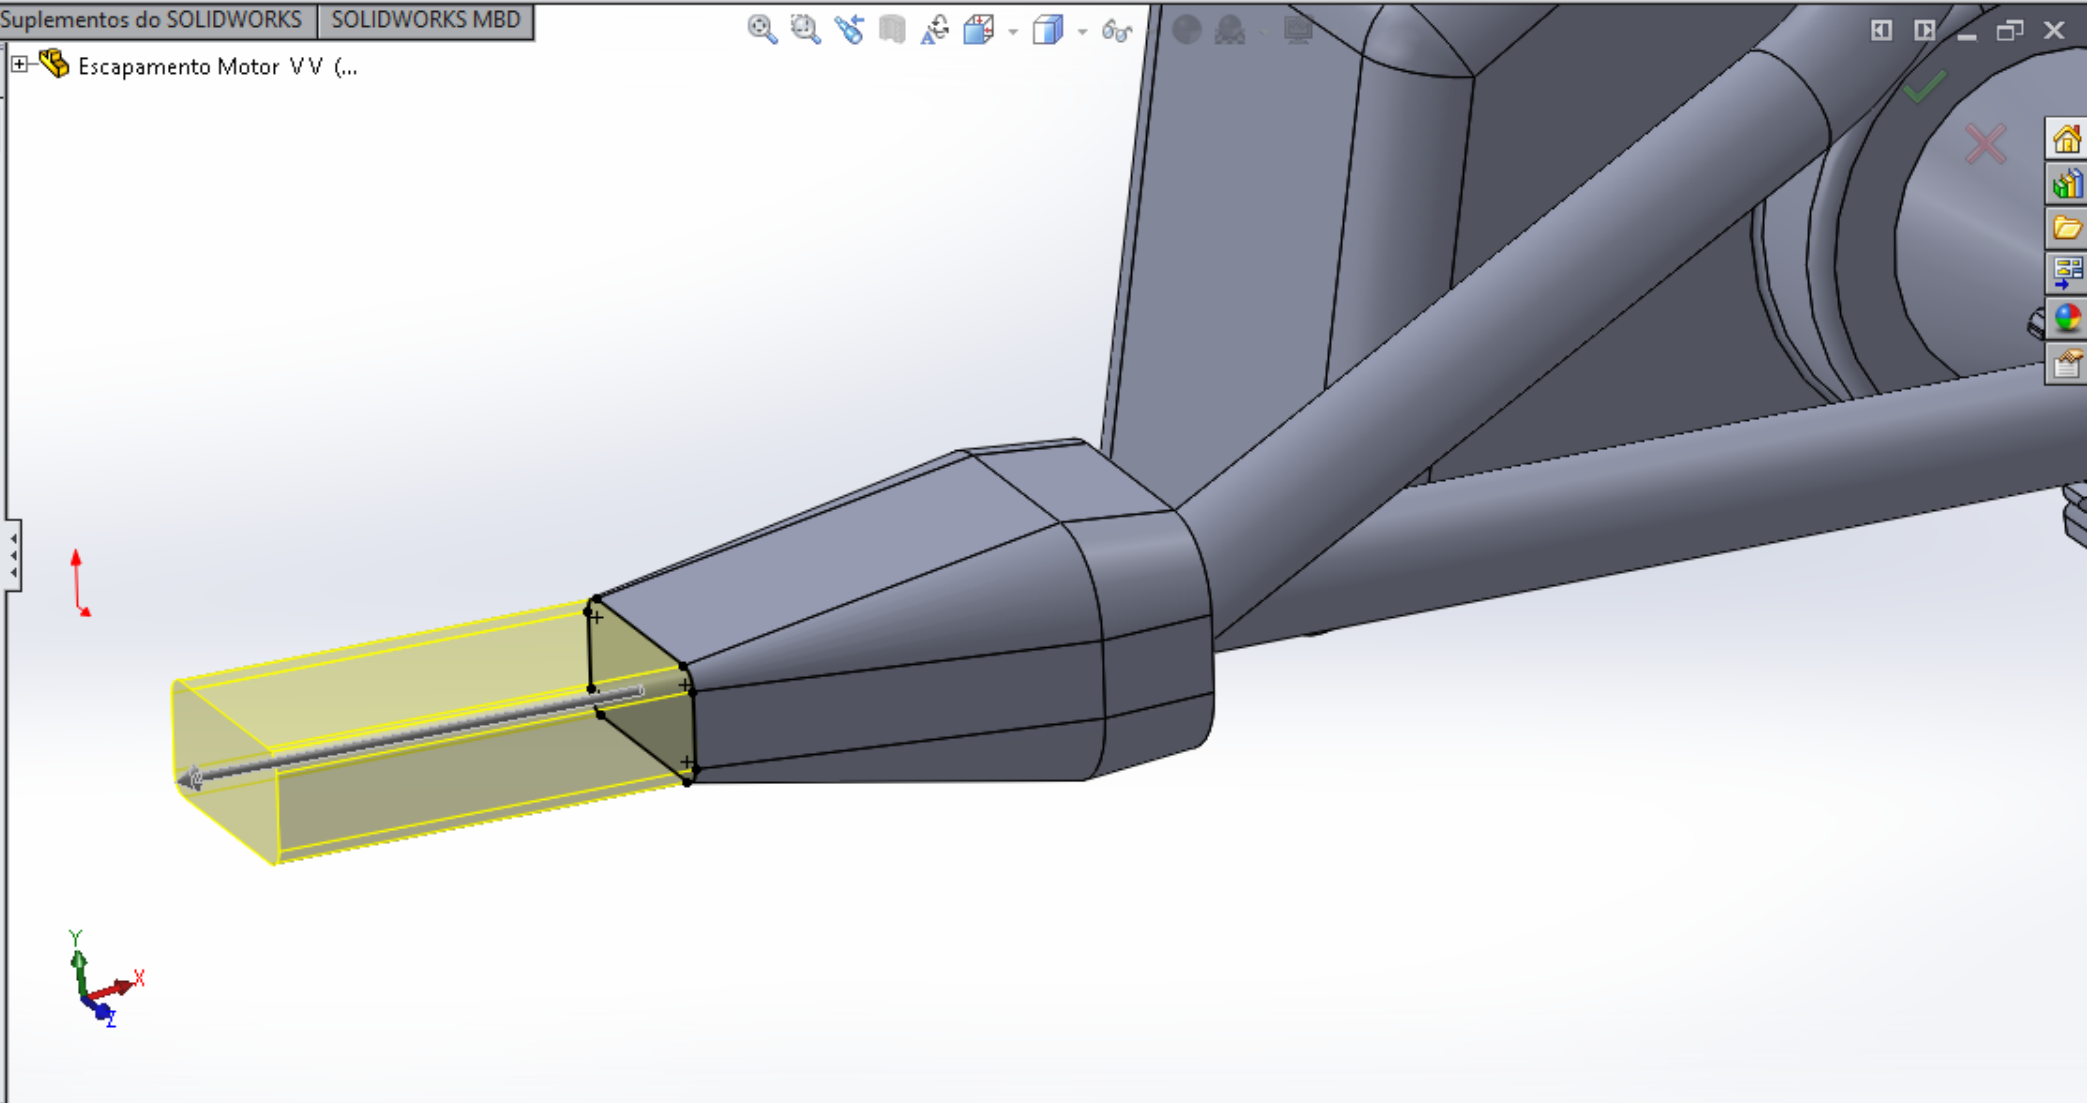 Suplementos do SOLIDWORKS
SOLIDWORKS MBD
Escapamento Motor V V (...
Y
X
Z